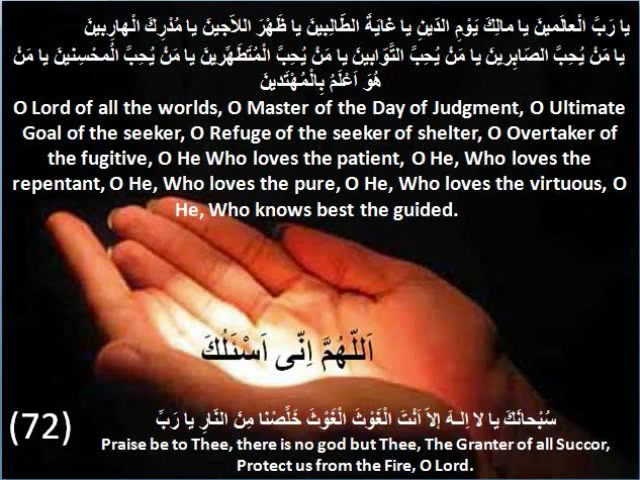 يا رَبَّ الْعالَمينَ يا مالِكَ يَوْمِ الدّينِ يا غايَةَ الطّالِبينَ يا ظَهْرَ اللاّجينَ يا مُدْرِكَ الْهارِبينَ
يا مَنْ يُحِبَّ الصّابِرينَ يا مَنْ يُحِبَّ التَّوّابينَ يا مَنْ يُحِبَّ الْمُتَطَهِّرينَ يا مَنْ يُحِبَّ الْمُحْسِنينَ يا مَنْ
هُوَ اَعْلَمُ بِالْمُهْتَدينَ
O Lord of all the worlds, O Master of the Day of Judgment, O Ultimate
Goal of the seeker, O Refuge of the seeker of shelter, O Overtaker of
the fugitive, O He Who loves the patient, O He, Who loves the
repentant, O He, Who loves the pure, O He, Who loves the virtuous, O
He, Who knows best the guided.
اَللّهُمَّ اِنّى اَسْئَلُكَ
سُبْحانَكَ يا لا اِلـهَ اِلاّ اَنْتَ الْغَوْثَ الْغَوْثَ خَلِّصْنا مِنَ النّارِ يا رَبِّ
(72)
Praise be to Thee, there is no god but Thee, The Granter of all Succor,
Protect us from the Fire, O Lord.